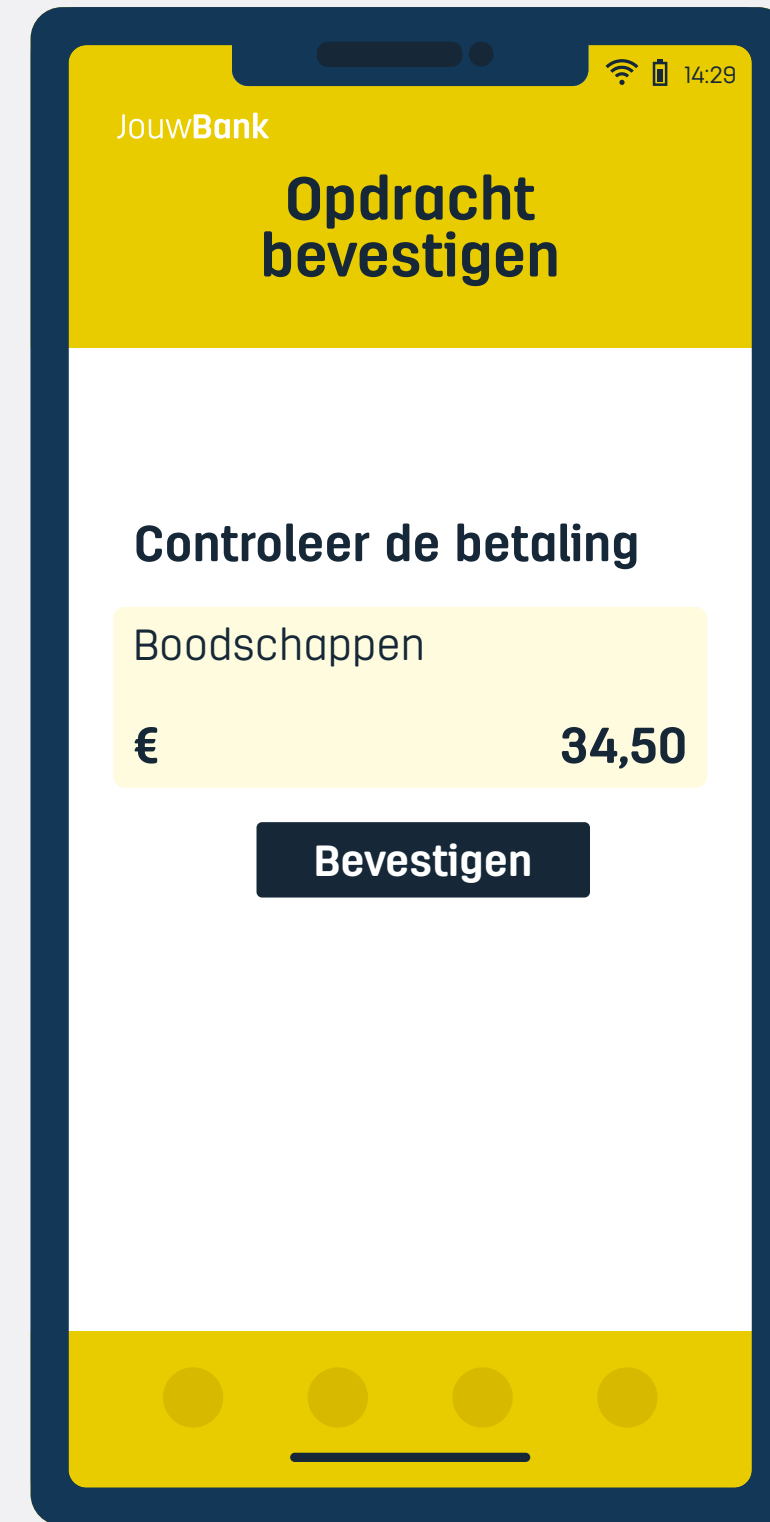 14:29
JouwBank
Opdracht
bevestigen
Controleer de betaling
Boodschappen
€ 34,50
Bevestigen